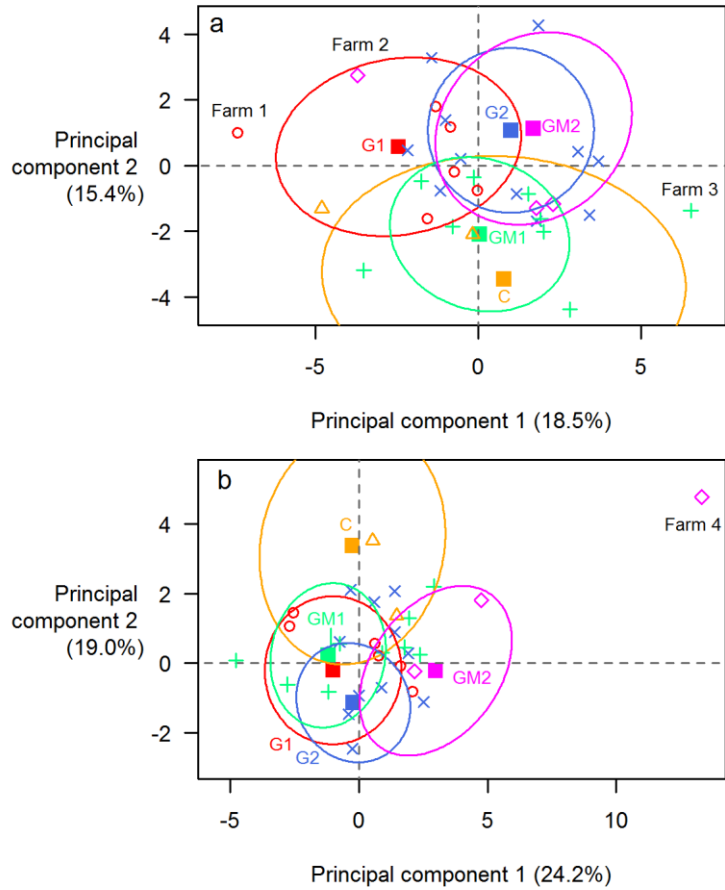 a
4
2
0
-2
-4
Principal
component 2
(15.4%)
Farm 2
Farm 1
G1
G2
GM2
Farm 3
GM1
C
-5
0
5
Principal component 1 (18.5%)
b
4
2
0
-2
Principal
component 2
(19.0%)
C
Farm 4
GM1
GM2
G1
G2
-5
0
5
10
Principal component 1 (24.2%)